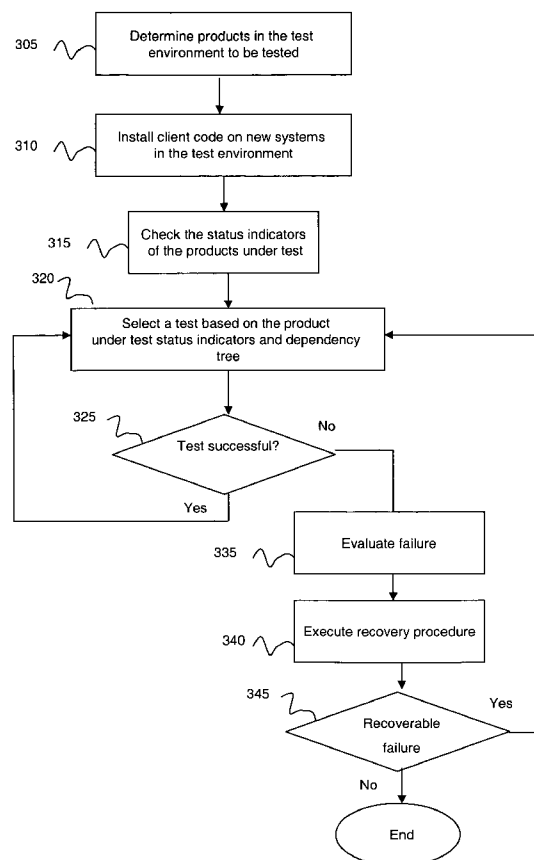 305
Determine products in the test
environment to be tested
310
Install client code on new systems
in the test environment
315
Check the status indicators
of the products under test
320
Select a test based on the product
under test status indicators and dependency
tree
325
Test successful?
No
Yes
335
Evaluate failure
340
Execute recovery procedure
345
Recoverable
failure
Yes
No
End